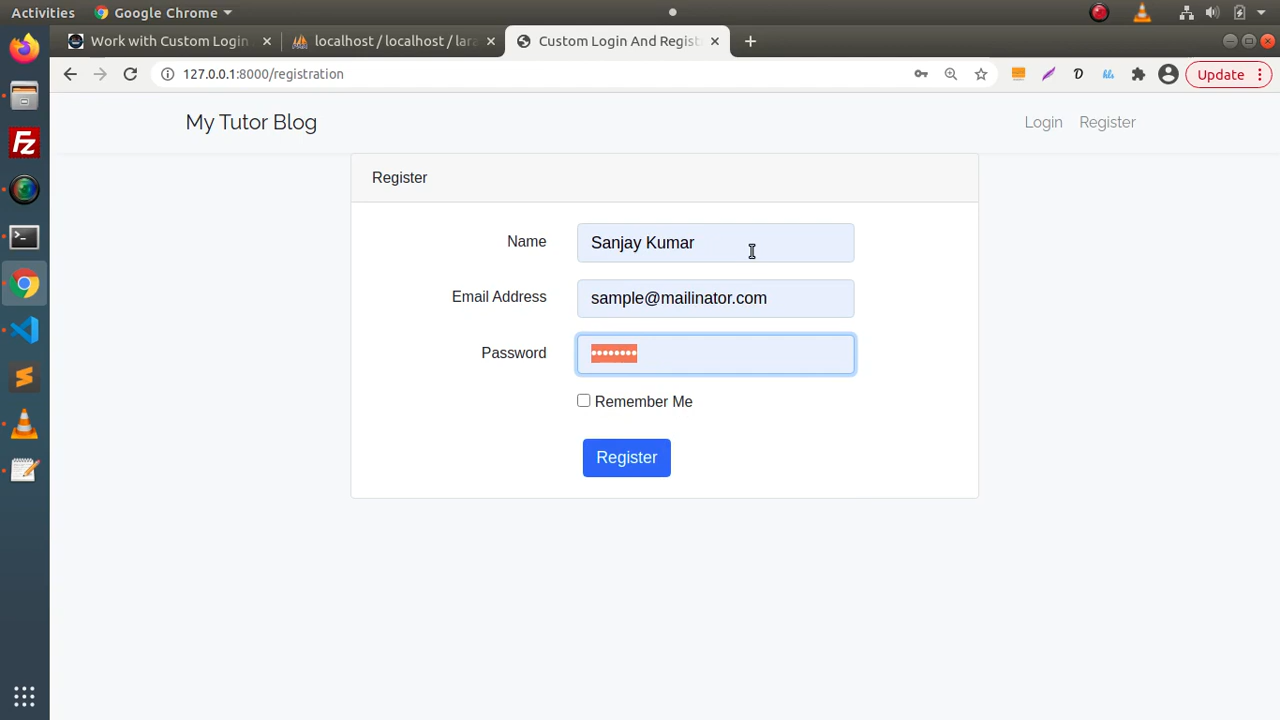 Activities Google Chrome
Work with Custom Login localhost / localhost / lara Custom Login And Regist
127.0.0.1:8000/registration Update
My Tutor Blog Login Register
Register
Name Sanjay Kumar
Email Address sample@mailinator.com
Password ••••••••
Remember Me
Register